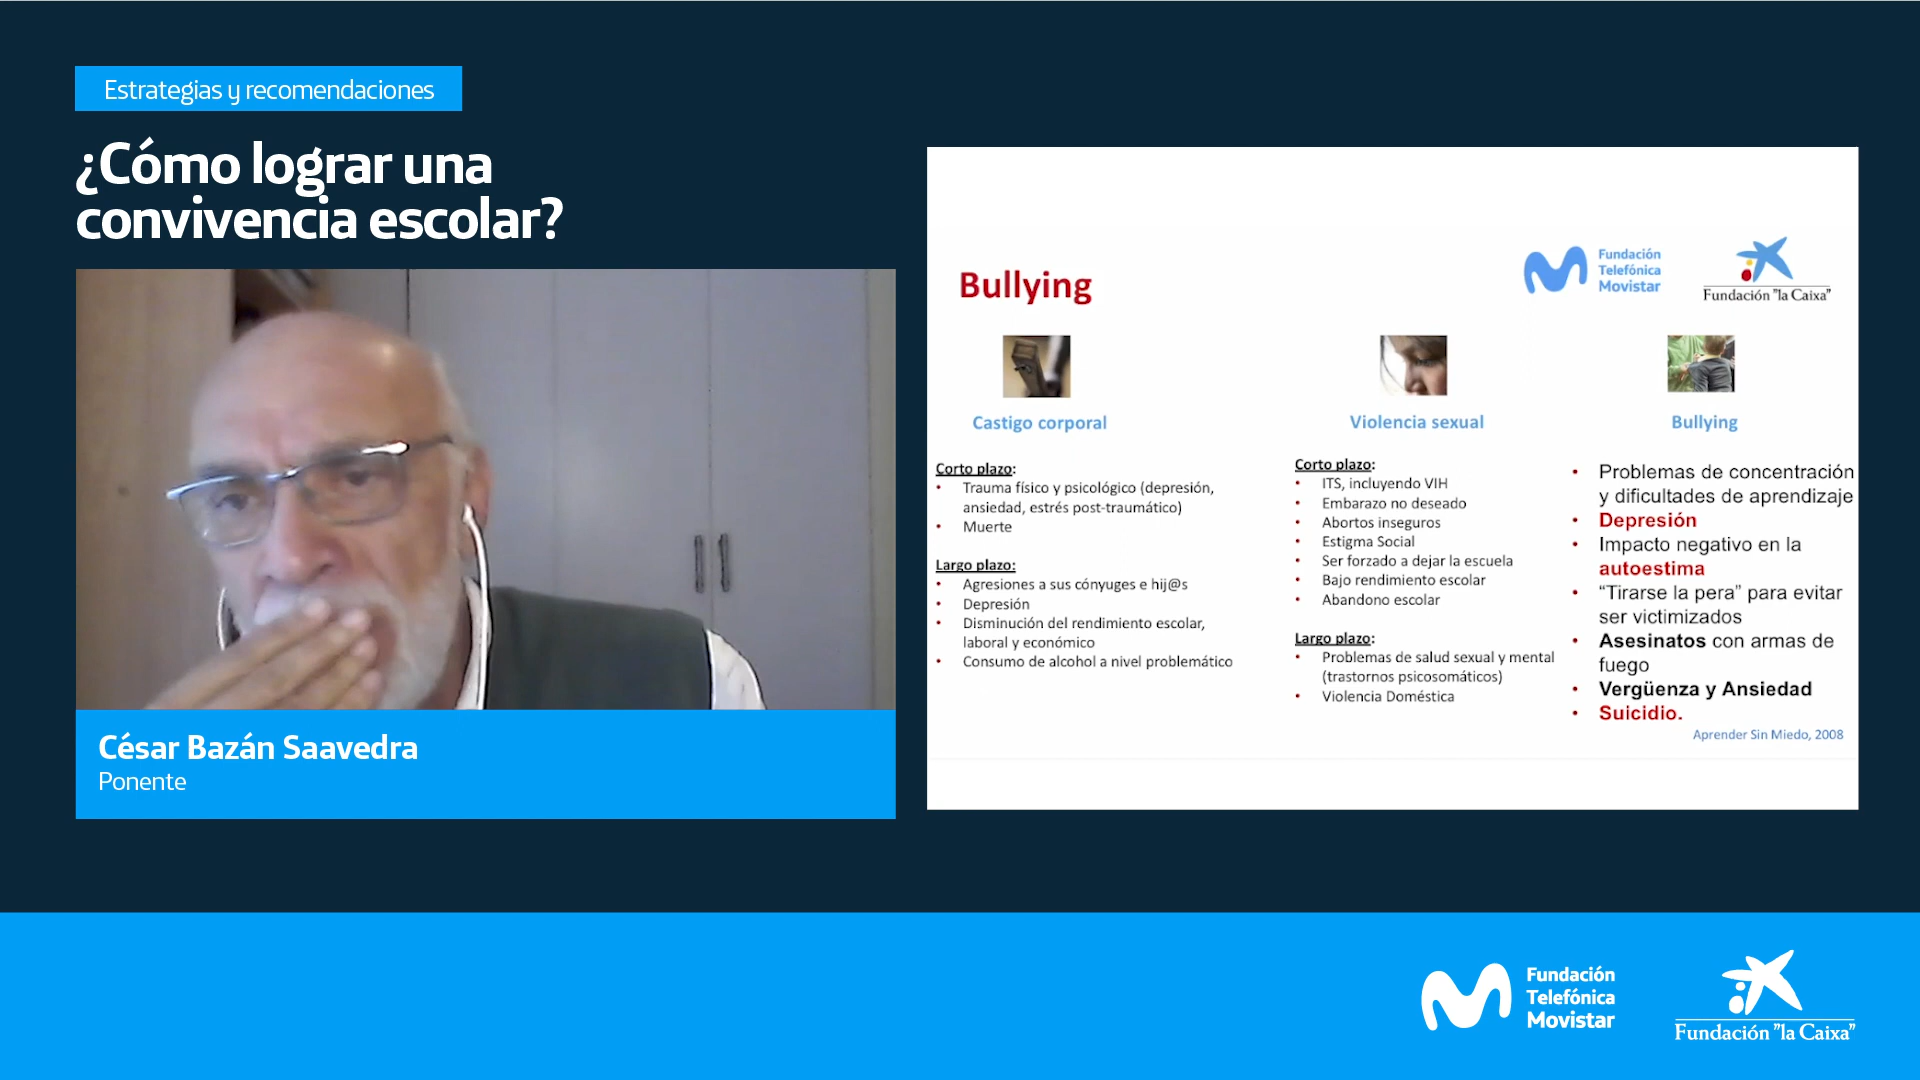 Estrategias y recomendaciones
¿Cómo lograr una
convivencia escolar?
César Bazán Saavedra
Ponente
Bullying
Fundación
Telefónica
Movistar
Fundación "la Caixa"
Castigo corporal
Corto plazo:
• Trauma físico y psicológico (depresión,
ansiedad, estrés post-traumático)
• Muerte
Largo plazo:
• Agresiones a sus cónyuges e hij@s
• Depresión
• Disminución del rendimiento escolar,
laboral y económico
• Consumo de alcohol a nivel problemático
Violencia sexual
Corto plazo:
• ITS, incluyendo VIH
• Embarazo no deseado
• Abortos inseguros
• Estigma Social
• Ser forzado a dejar la escuela
• Bajo rendimiento escolar
• Abandono escolar
Largo plazo:
• Problemas de salud sexual y mental
(trastornos psicosomáticos)
• Violencia Doméstica
Bullying
• Problemas de concentración
y dificultades de aprendizaje
• Depresión
• Impacto negativo en la
autoestima
• “Tirarse la pera” para evitar
ser victimizados
• Asesinatos con armas de
fuego
• Vergüenza y Ansiedad
• Suicidio.
Aprender Sin Miedo, 2008
Fundación
Telefónica
Movistar
Fundación "la Caixa"